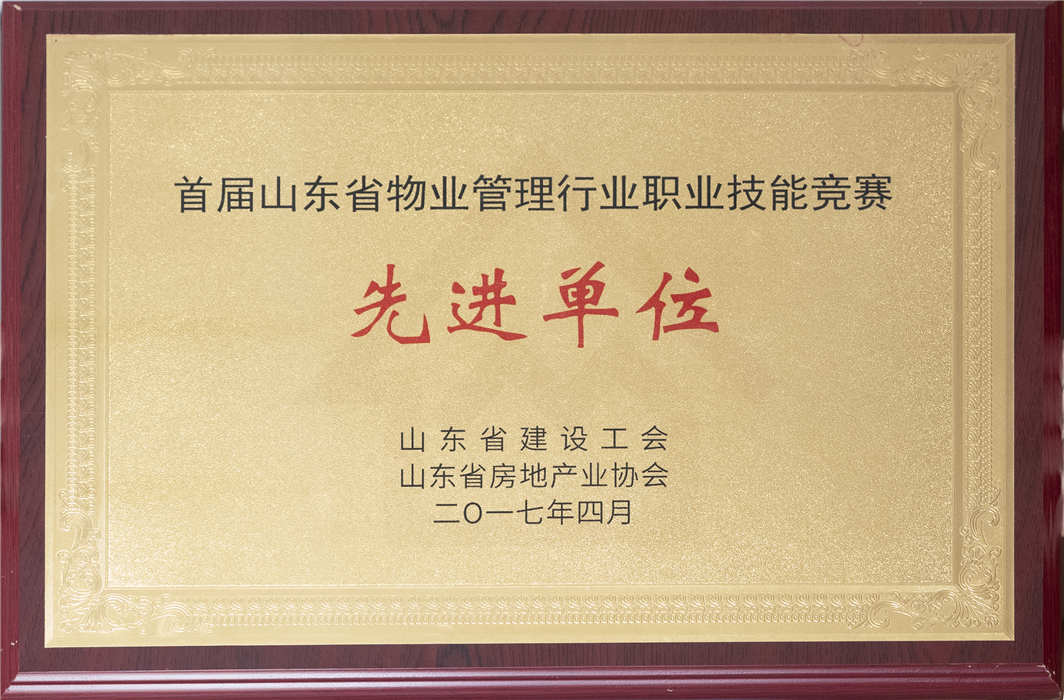 首届山东省物业管理行业职业技能竞赛
先进单位
山东省建设工会
山东省房地产业协会
二O一七年四月